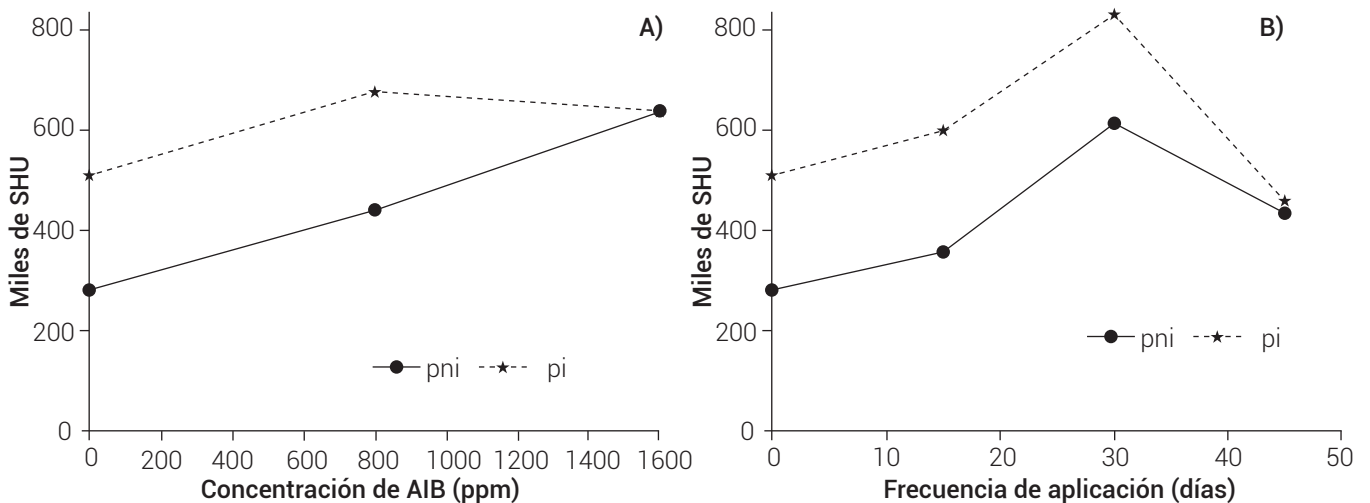 A)
Miles de SHU
800
600
400
200
0
pni pi
0 200 400 600 800 1000 1200 1400 1600
Concentración de AIB (ppm)
B)
Miles de SHU
800
600
400
200
0
pni pi
0 10 20 30 40 50
Frecuencia de aplicación (días)